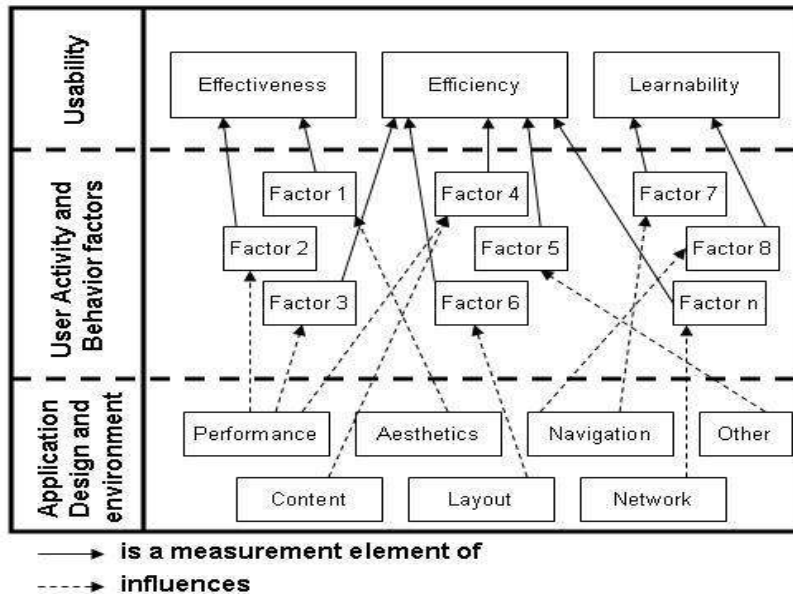 Usability
Effectiveness
Efficiency
Learnability
User Activity and
Behavior factors
Factor 1
Factor 4
Factor 7
Factor 2
Factor 5
Factor 8
Factor 3
Factor 6
Factor n
Application
Design and
environment
Performance
Aesthetics
Navigation
Other
Content
Layout
Network
is a measurement element of
influences